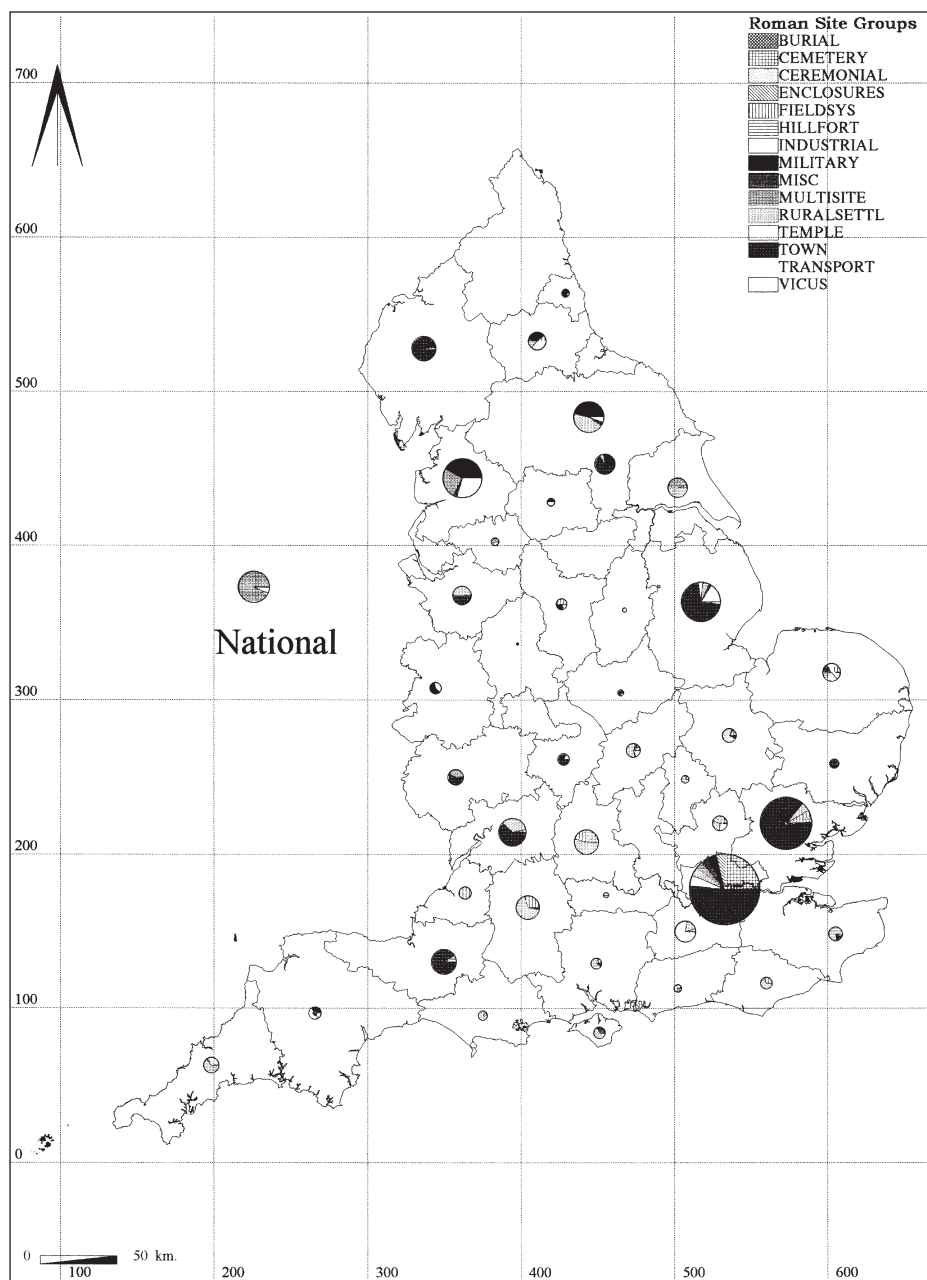 Roman Site Groups
BURIAL
CEMETERY
CEREMONIAL
ENCLOSURES
FIELDSYS
HILLFORT
INDUSTRIAL
MILITARY
MISC
MULTISITE
RURALSETTL
TEMPLE
TOWN
TRANSPORT
VICUS
700
600
500
400
National
300
200
100
0
0 50 km.
100 200 300 400 500 600